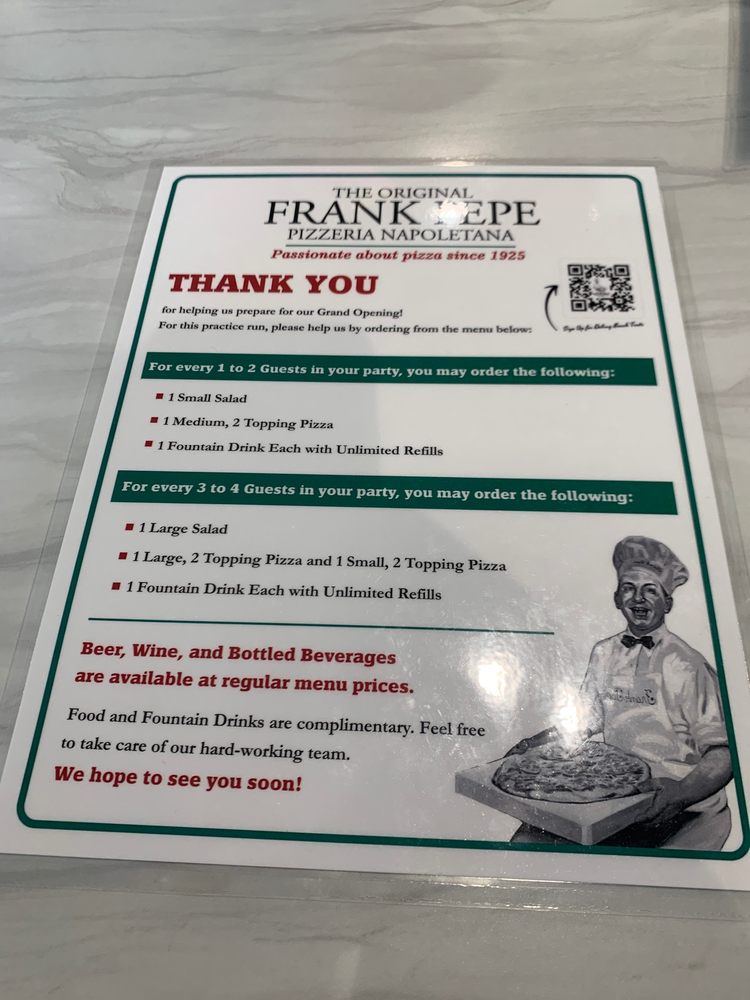 THE ORIGINAL
FRANK PEPE
PIZZERIA NAPOLETANA
Passionate about pizza since 1925
THANK YOU
for helping us prepare for our Grand Opening!
For this practice run, please help us by ordering from the menu below:
Sign Up for
For every 1 to 2 Guests in your party, you may order the following:
1 Small Salad
1 Medium, 2 Topping Pizza
1 Fountain Drink Each with Unlimited Refills
For every 3 to 4 Guests in your party, you may order the following:
1 Large Salad
1 Large, 2 Topping Pizza and 1 Small, 2 Topping Pizza
1 Fountain Drink Each with Unlimited Refills
Beer, Wine, and Bottled Beverages
are available at regular menu prices.
Food and Fountain Drinks are complimentary. Feel free
to take care of our hard-working team.
We hope to see you soon!